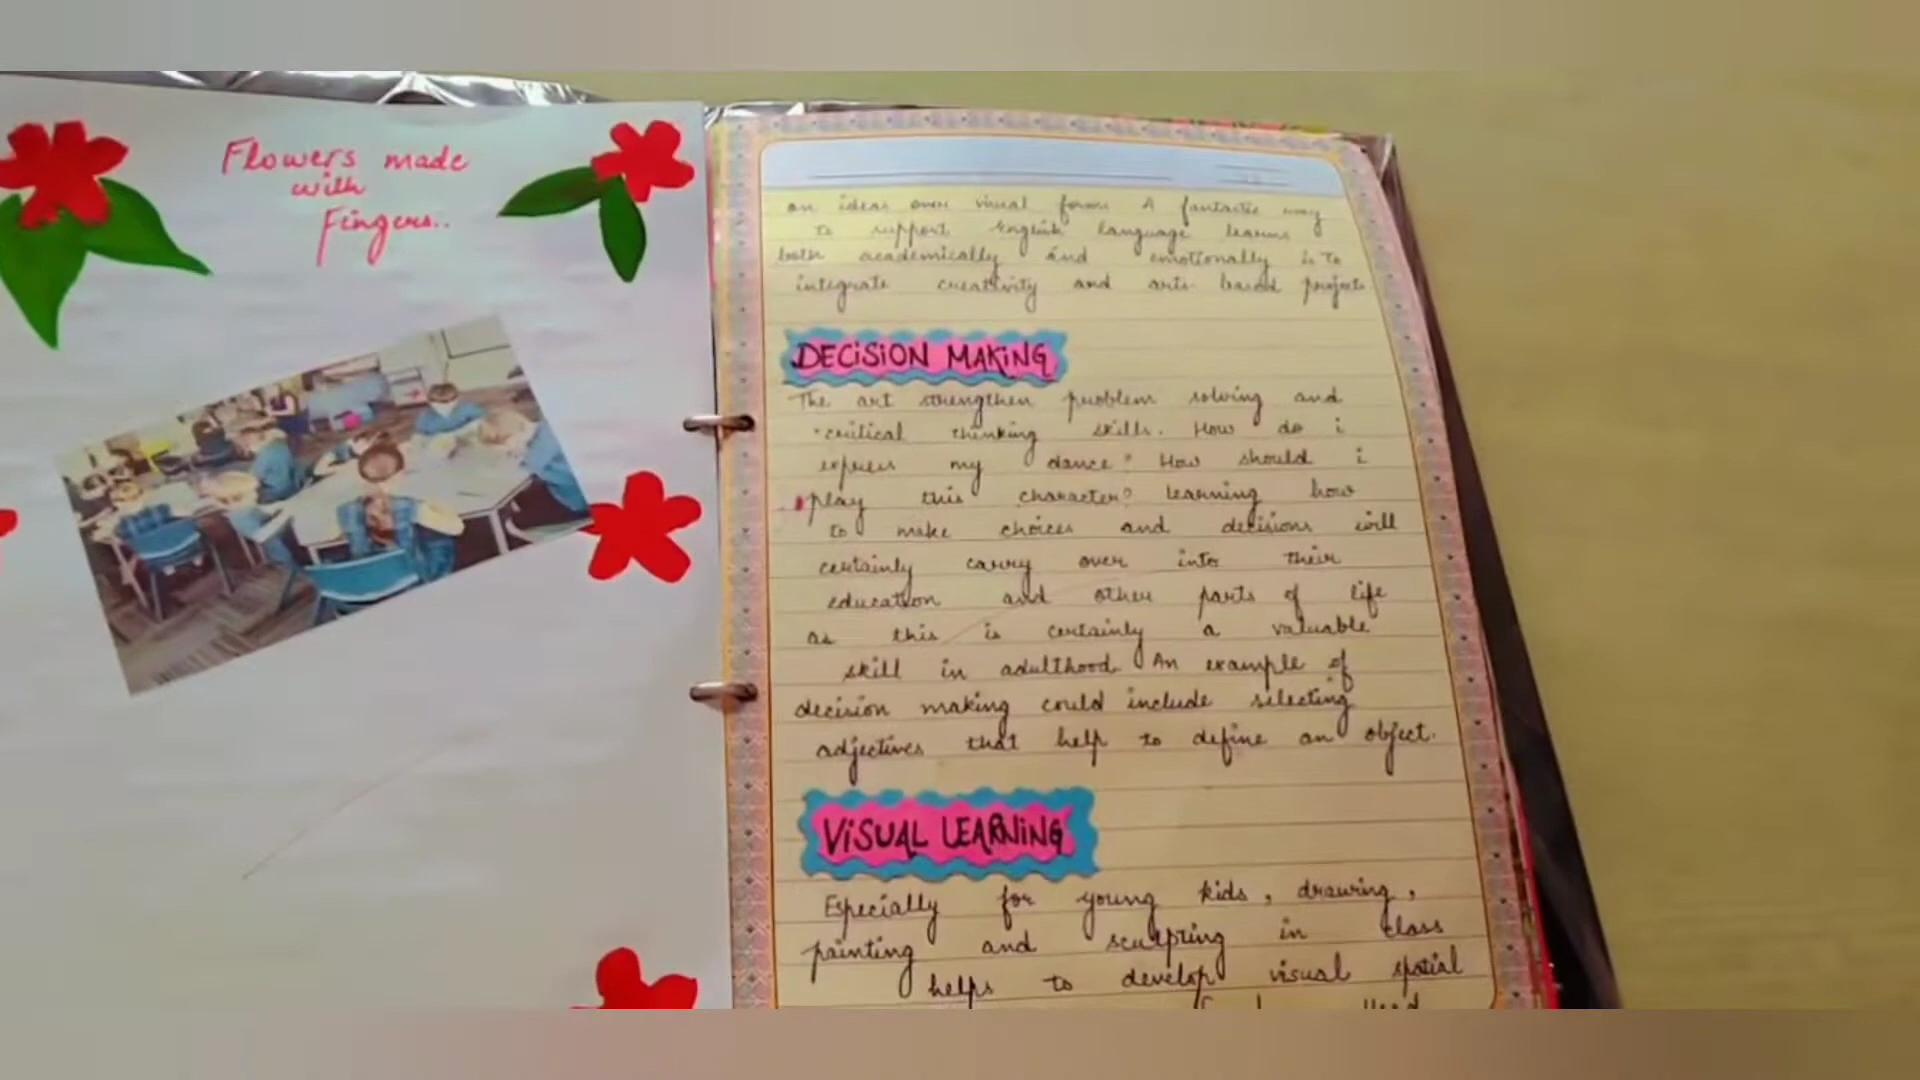 Flowers made
with
Fingers..
on ideas over visual forms A fantastic way
to support English language learns
both academically and emotionally is to
integrate creativity and arts based projects
DECiSiON MAKiNG
The art strengthen problem solving and
critical thinking skills. How do i
express my dance? How should i
play this character? Learning how
to make choices and decisions will
certainly carry over into their
education and other parts of life
as this is certainly a valuable
skill in adulthood. An example of
decision making could include selecting
adjectives that help to define an object.
ViSUAL LEARNiNG
Especially for young kids, drawing,
painting and sculpting in class
helps to develop visual spatial